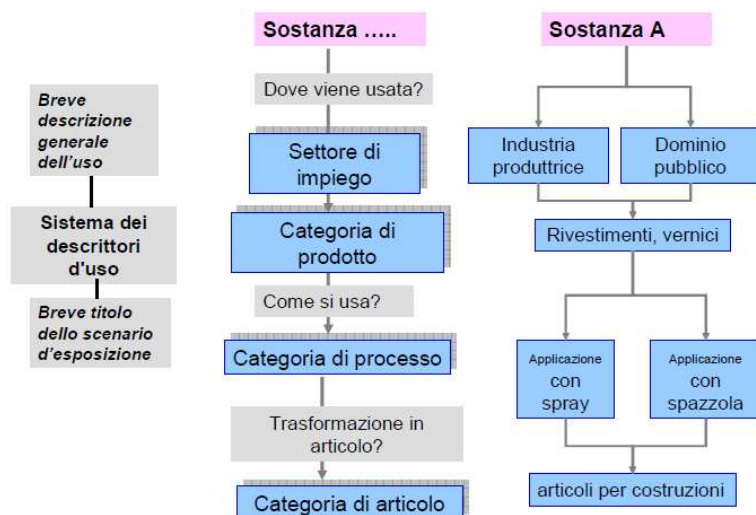 Breve
descrizione
generale
dell'uso
Sistema dei
descrittori
d'uso
Breve titolo
dello scenario
d'esposizione
Sostanza .....
Dove viene usata?
Settore di
impiego
Categoria di
prodotto
Come si usa?
Categoria di processo
Trasformazione in
articolo?
Categoria di articolo
Sostanza A
Industria
produttrice
Dominio
pubblico
Rivestimenti, vernici
Applicazione
con
spray
Applicazione
con
spazzola
articoli per costruzioni